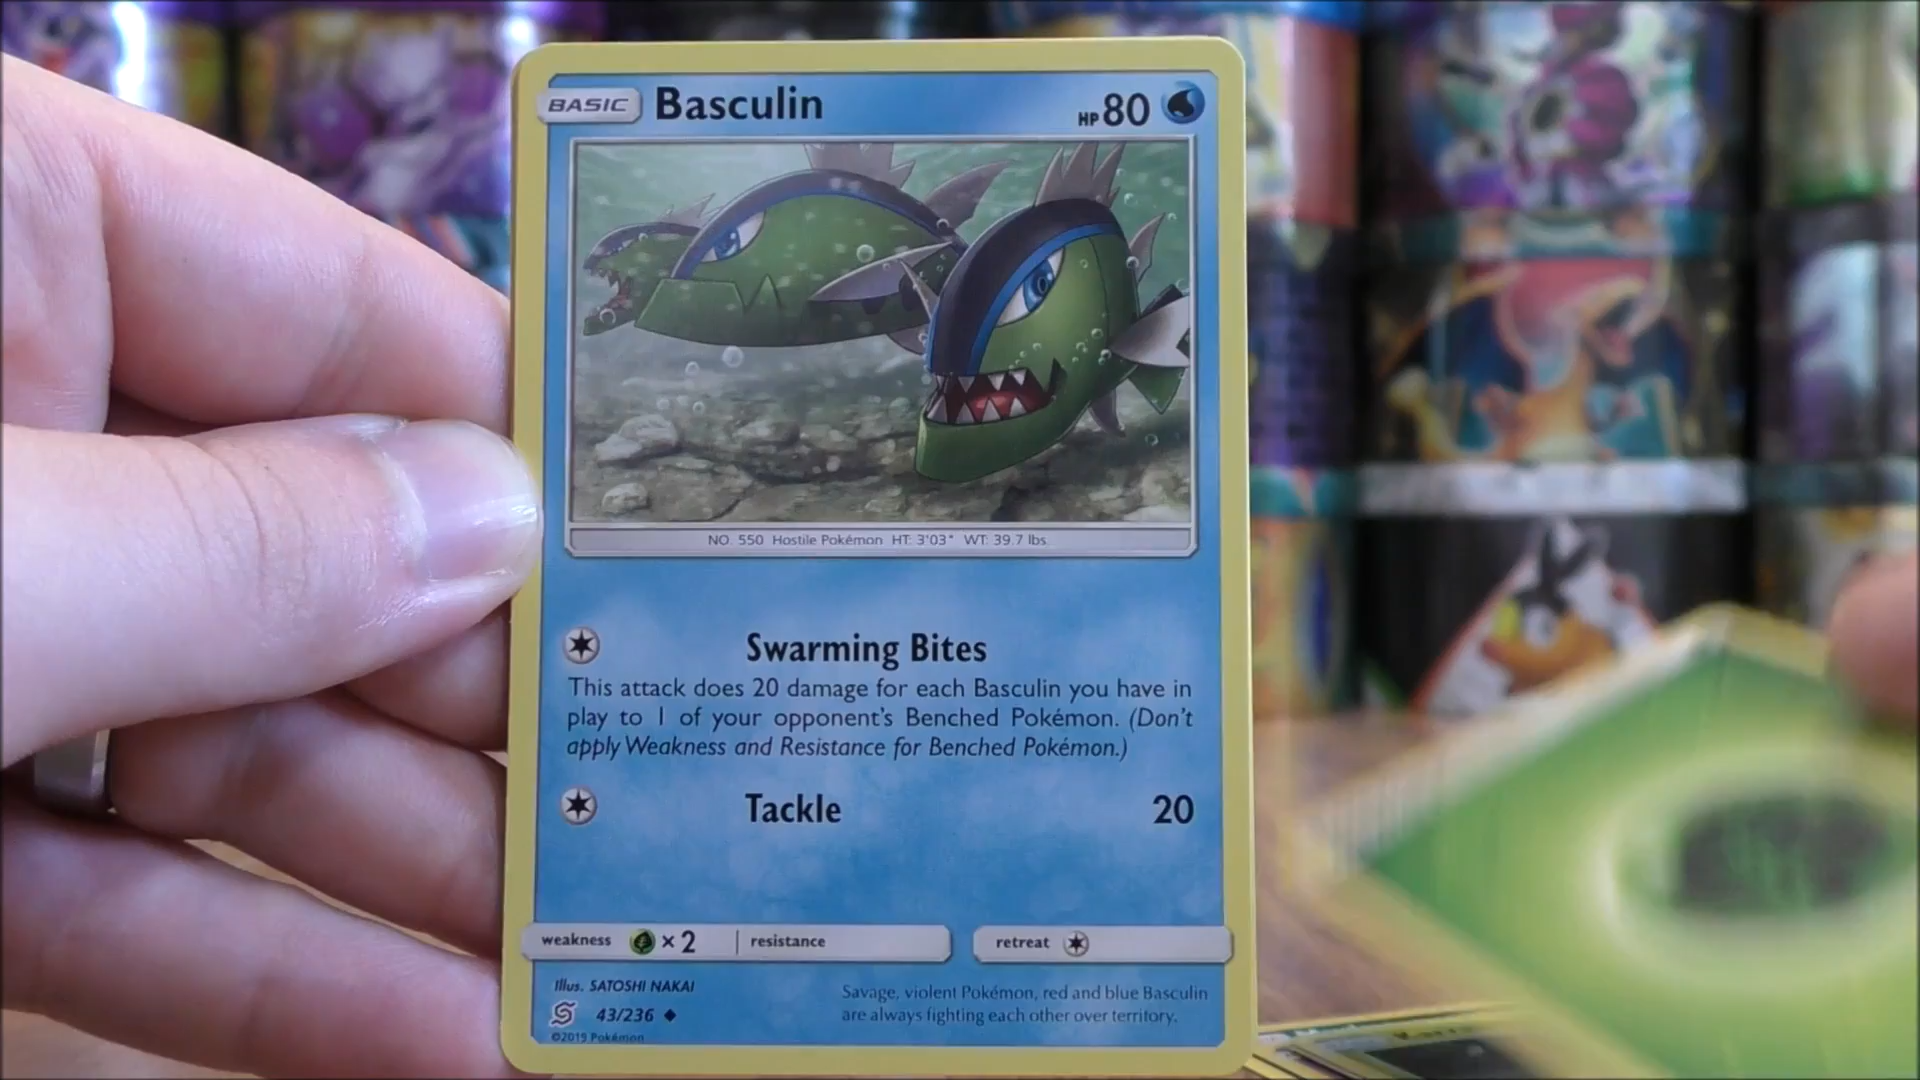 BASIC Basculin HP 80
NO. 550 Hostile Pokémon HT: 3'03" WT: 39.7 lbs.
Swarming Bites
This attack does 20 damage for each Basculin you have in
play to 1 of your opponent's Benched Pokémon. (Don't
apply Weakness and Resistance for Benched Pokémon.)
Tackle 20
weakness ×2 resistance retreat
Illus. SATOSHI NAKAI
43/236
©2019 Pokémon
Savage, violent Pokémon, red and blue Basculin
are always fighting each other over territory.